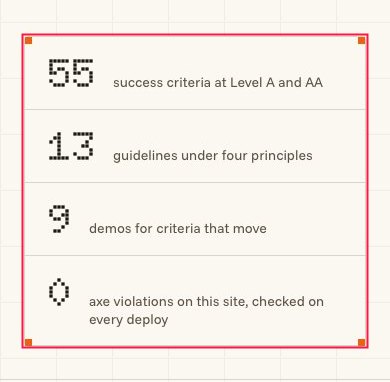 55 success criteria at Level A and AA
13 guidelines under four principles
9 demos for criteria that move
0 axe violations on this site, checked on
every deploy